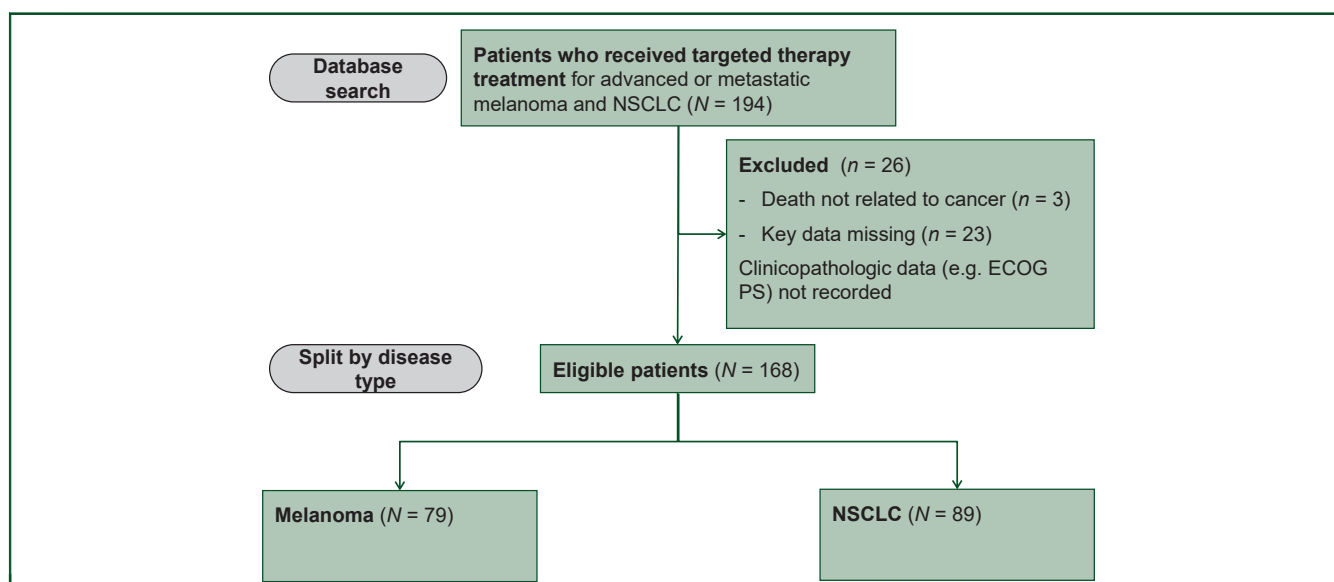 Database
search
Patients who received targeted therapy
treatment for advanced or metastatic
melanoma and NSCLC (N = 194)
Excluded (n = 26)
- Death not related to cancer (n = 3)
- Key data missing (n = 23)
Clinicopathologic data (e.g. ECOG
PS) not recorded
Split by disease
type
Eligible patients (N = 168)
Melanoma (N = 79)
NSCLC (N = 89)